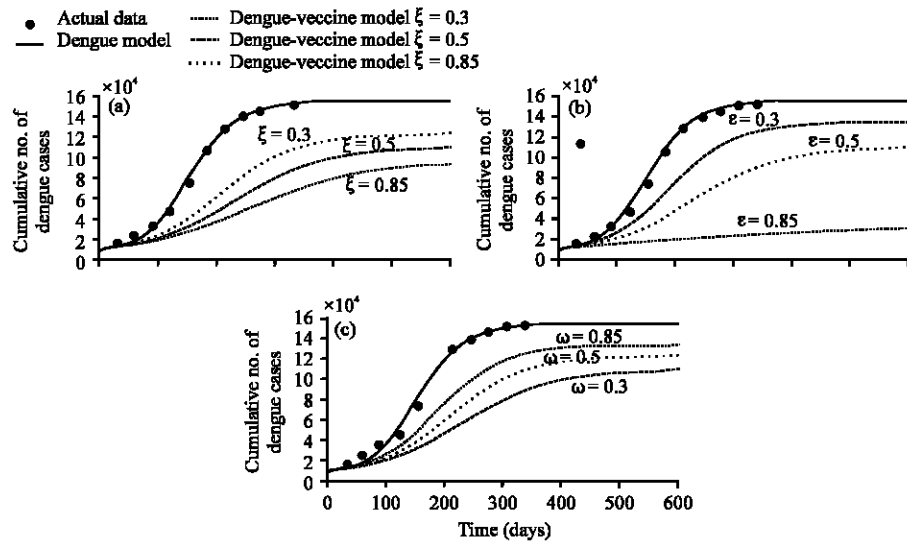 Actual data
Dengue model
Dengue-veccine model ξ = 0.3
Dengue-veccine model ξ = 0.5
Dengue-veccine model ξ = 0.85
×10⁴
16
14
12
10
8
6
4
2
0
Cumulative no. of
dengue cases
(a)
ξ = 0.3
ξ = 0.5
ξ = 0.85
×10⁴
16
14
12
10
8
6
4
2
0
Cumulative no. of
dengue cases
(b)
ε = 0.3
ε = 0.5
ε = 0.85
×10⁴
16
14
12
10
8
6
4
2
0
Cumulative no. of
dengue cases
(c)
ω = 0.85
ω = 0.5
ω = 0.3
0 100 200 300 400 500 600
Time (days)